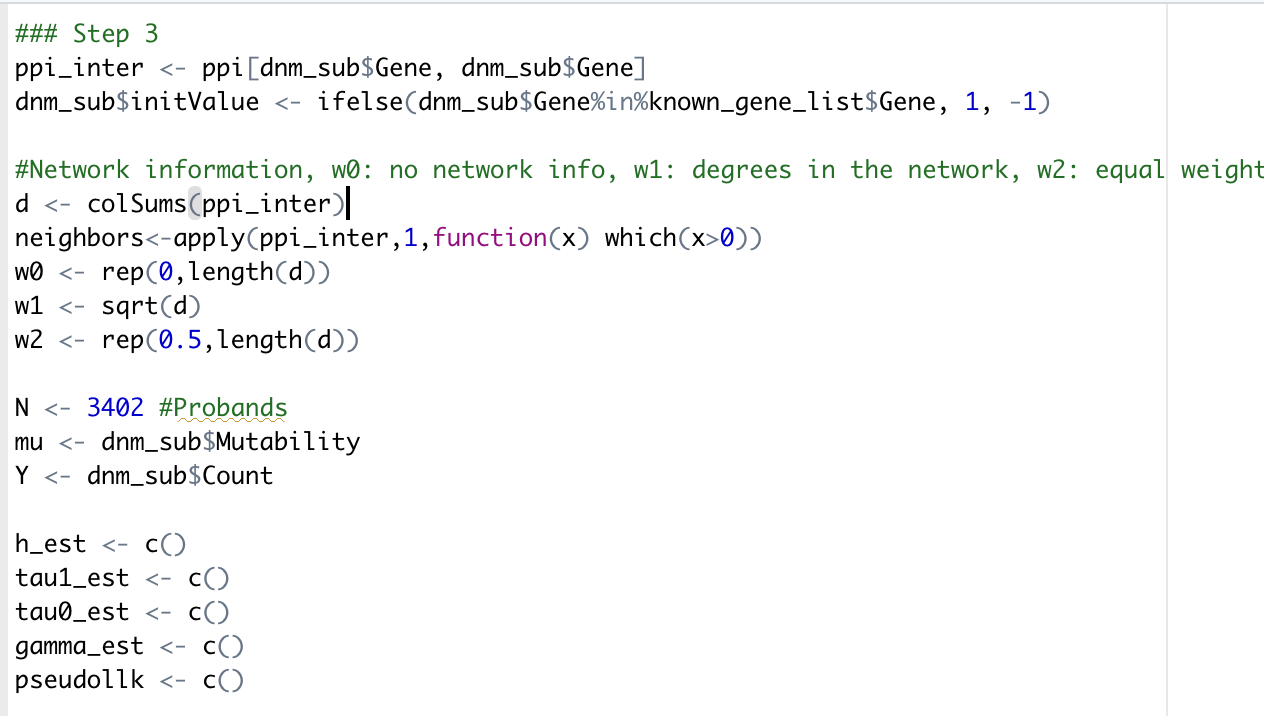 ### Step 3
ppi_inter <- ppi[dnm_sub$Gene, dnm_sub$Gene]
dnm_sub$initValue <- ifelse(dnm_sub$Gene%in%known_gene_list$Gene, 1, -1)
#Network information, w0: no network info, w1: degrees in the network, w2: equal weight
d <- colSums(ppi_inter)
neighbors<-apply(ppi_inter,1,function(x) which(x>0))
w0 <- rep(0,length(d))
w1 <- sqrt(d)
w2 <- rep(0.5,length(d))
N <- 3402 #Probands
mu <- dnm_sub$Mutability
Y <- dnm_sub$Count
h_est <- c()
tau1_est <- c()
tau0_est <- c()
gamma_est <- c()
pseudollk <- c()